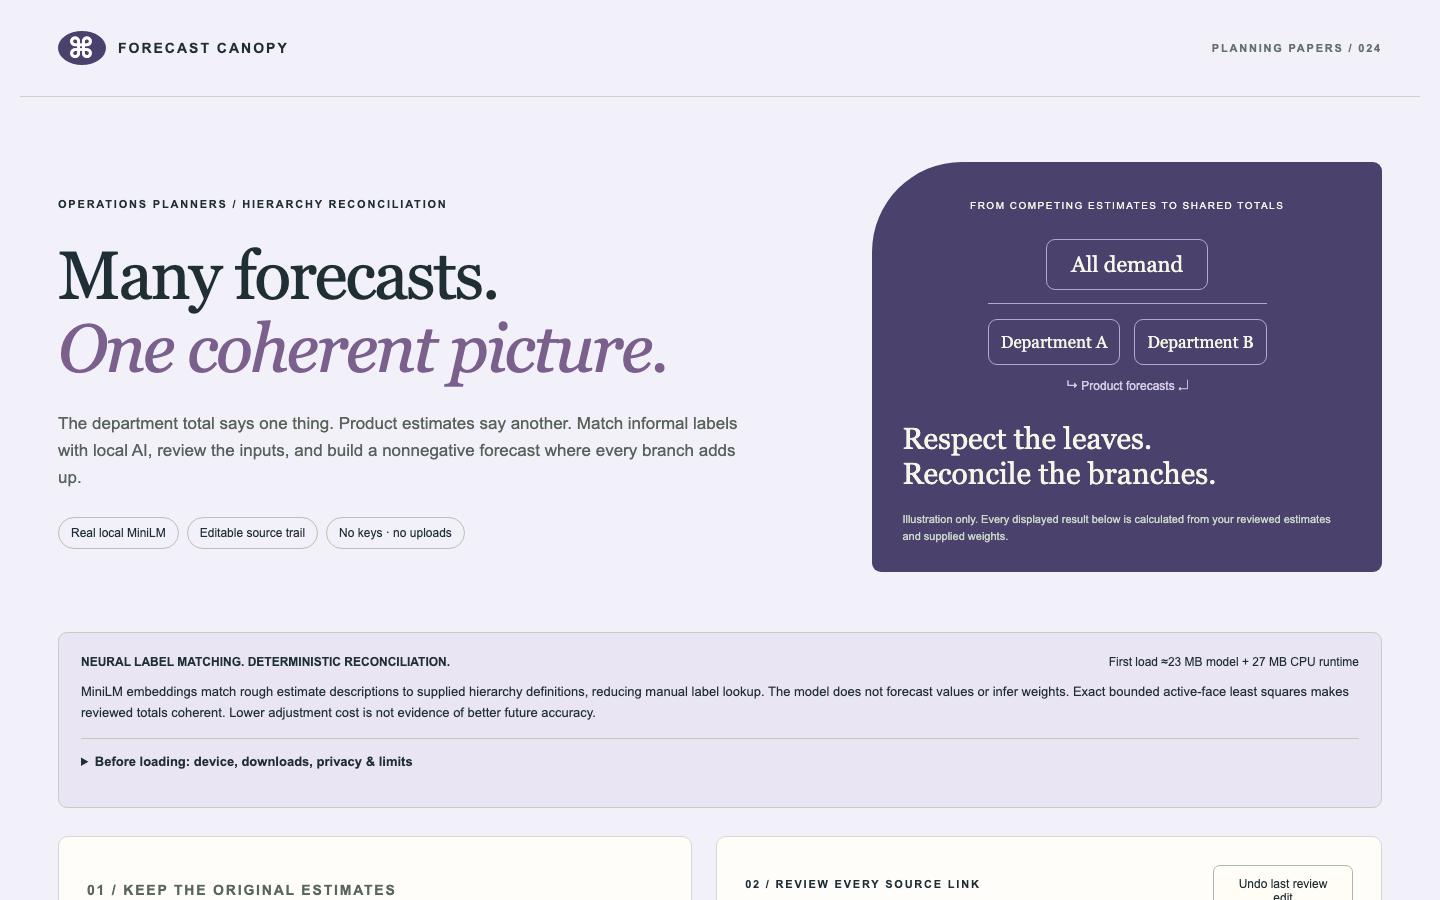 ⌘ FORECAST CANOPY
PLANNING PAPERS / 024
OPERATIONS PLANNERS / HIERARCHY RECONCILIATION
Many forecasts.
One coherent picture.
The department total says one thing. Product estimates say another. Match informal labels
with local AI, review the inputs, and build a nonnegative forecast where every branch adds
up.
Real local MiniLM
Editable source trail
No keys · no uploads
FROM COMPETING ESTIMATES TO SHARED TOTALS
All demand
Department A
Department B
↳ Product forecasts ↲
Respect the leaves.
Reconcile the branches.
Illustration only. Every displayed result below is calculated from your reviewed estimates
and supplied weights.
NEURAL LABEL MATCHING. DETERMINISTIC RECONCILIATION.
First load ≈23 MB model + 27 MB CPU runtime
MiniLM embeddings match rough estimate descriptions to supplied hierarchy definitions, reducing manual label lookup. The model does not forecast values or infer weights. Exact bounded active-face least squares makes
reviewed totals coherent. Lower adjustment cost is not evidence of better future accuracy.
▶ Before loading: device, downloads, privacy & limits
01 / KEEP THE ORIGINAL ESTIMATES
02 / REVIEW EVERY SOURCE LINK
Undo last review
edit